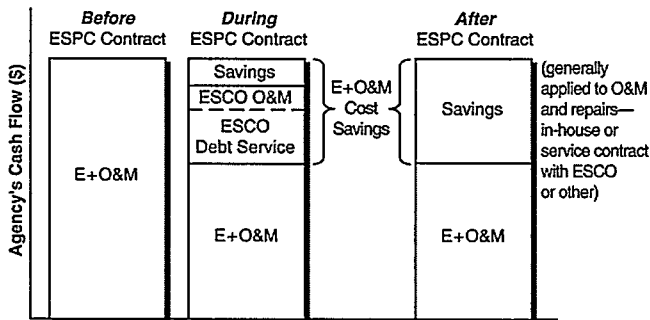 Before
ESPC Contract
During
ESPC Contract
After
ESPC Contract
Agency's Cash Flow ($)
E+O&M
Savings
ESCO O&M
ESCO
Debt Service
E+O&M
E+O&M
Cost
Savings
Savings
E+O&M
(generally
applied to O&M
and repairs—
in-house or
service contract
with ESCO
or other)